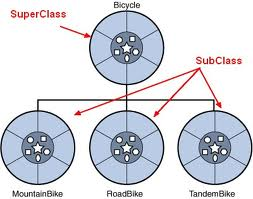 Bicycle
SuperClass
SubClass
MountainBike
RoadBike
TandemBike